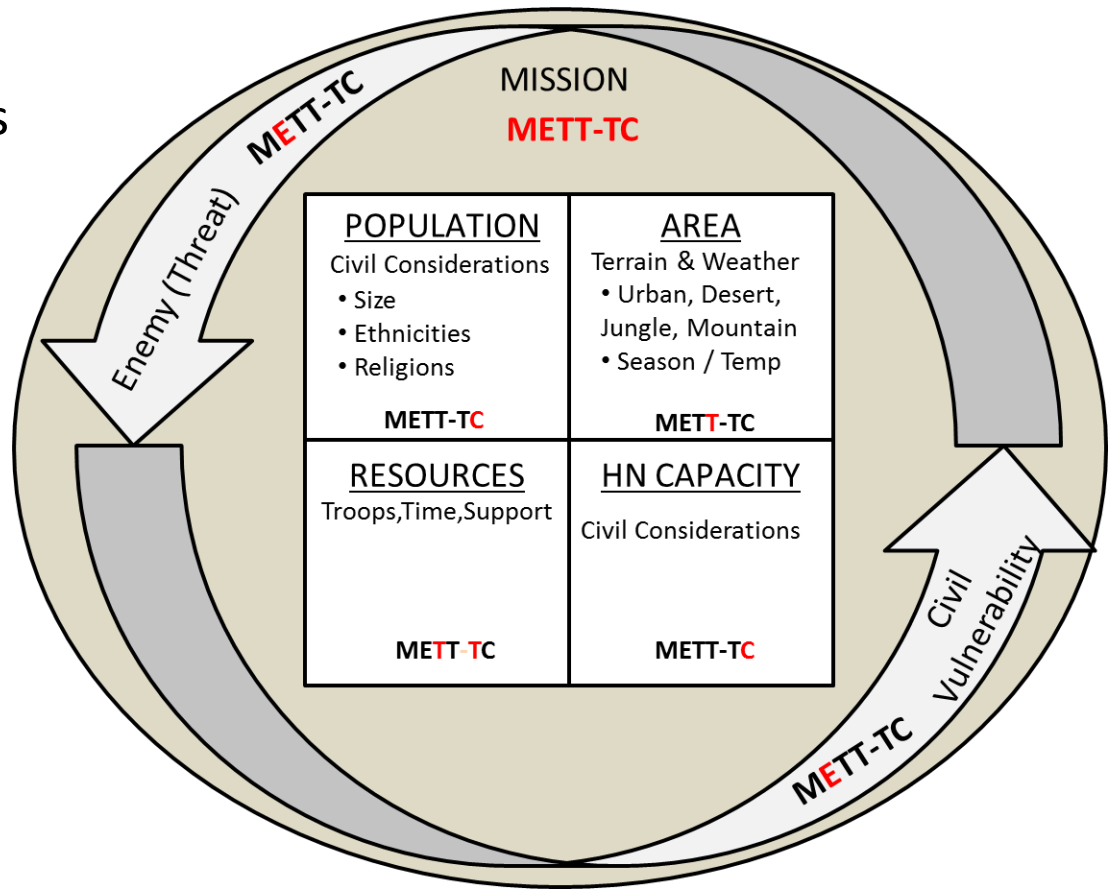 s
MISSION
METT-TC
METT-TC
Enemy (Threat)
POPULATION
Civil Considerations
• Size
• Ethnicities
• Religions
METT-TC
AREA
Terrain & Weather
• Urban, Desert,
Jungle, Mountain
• Season / Temp
METT-TC
RESOURCES
Troops,Time,Support
METT-TC
HN CAPACITY
Civil Considerations
METT-TC
Civil
Vulnerability
METT-TC